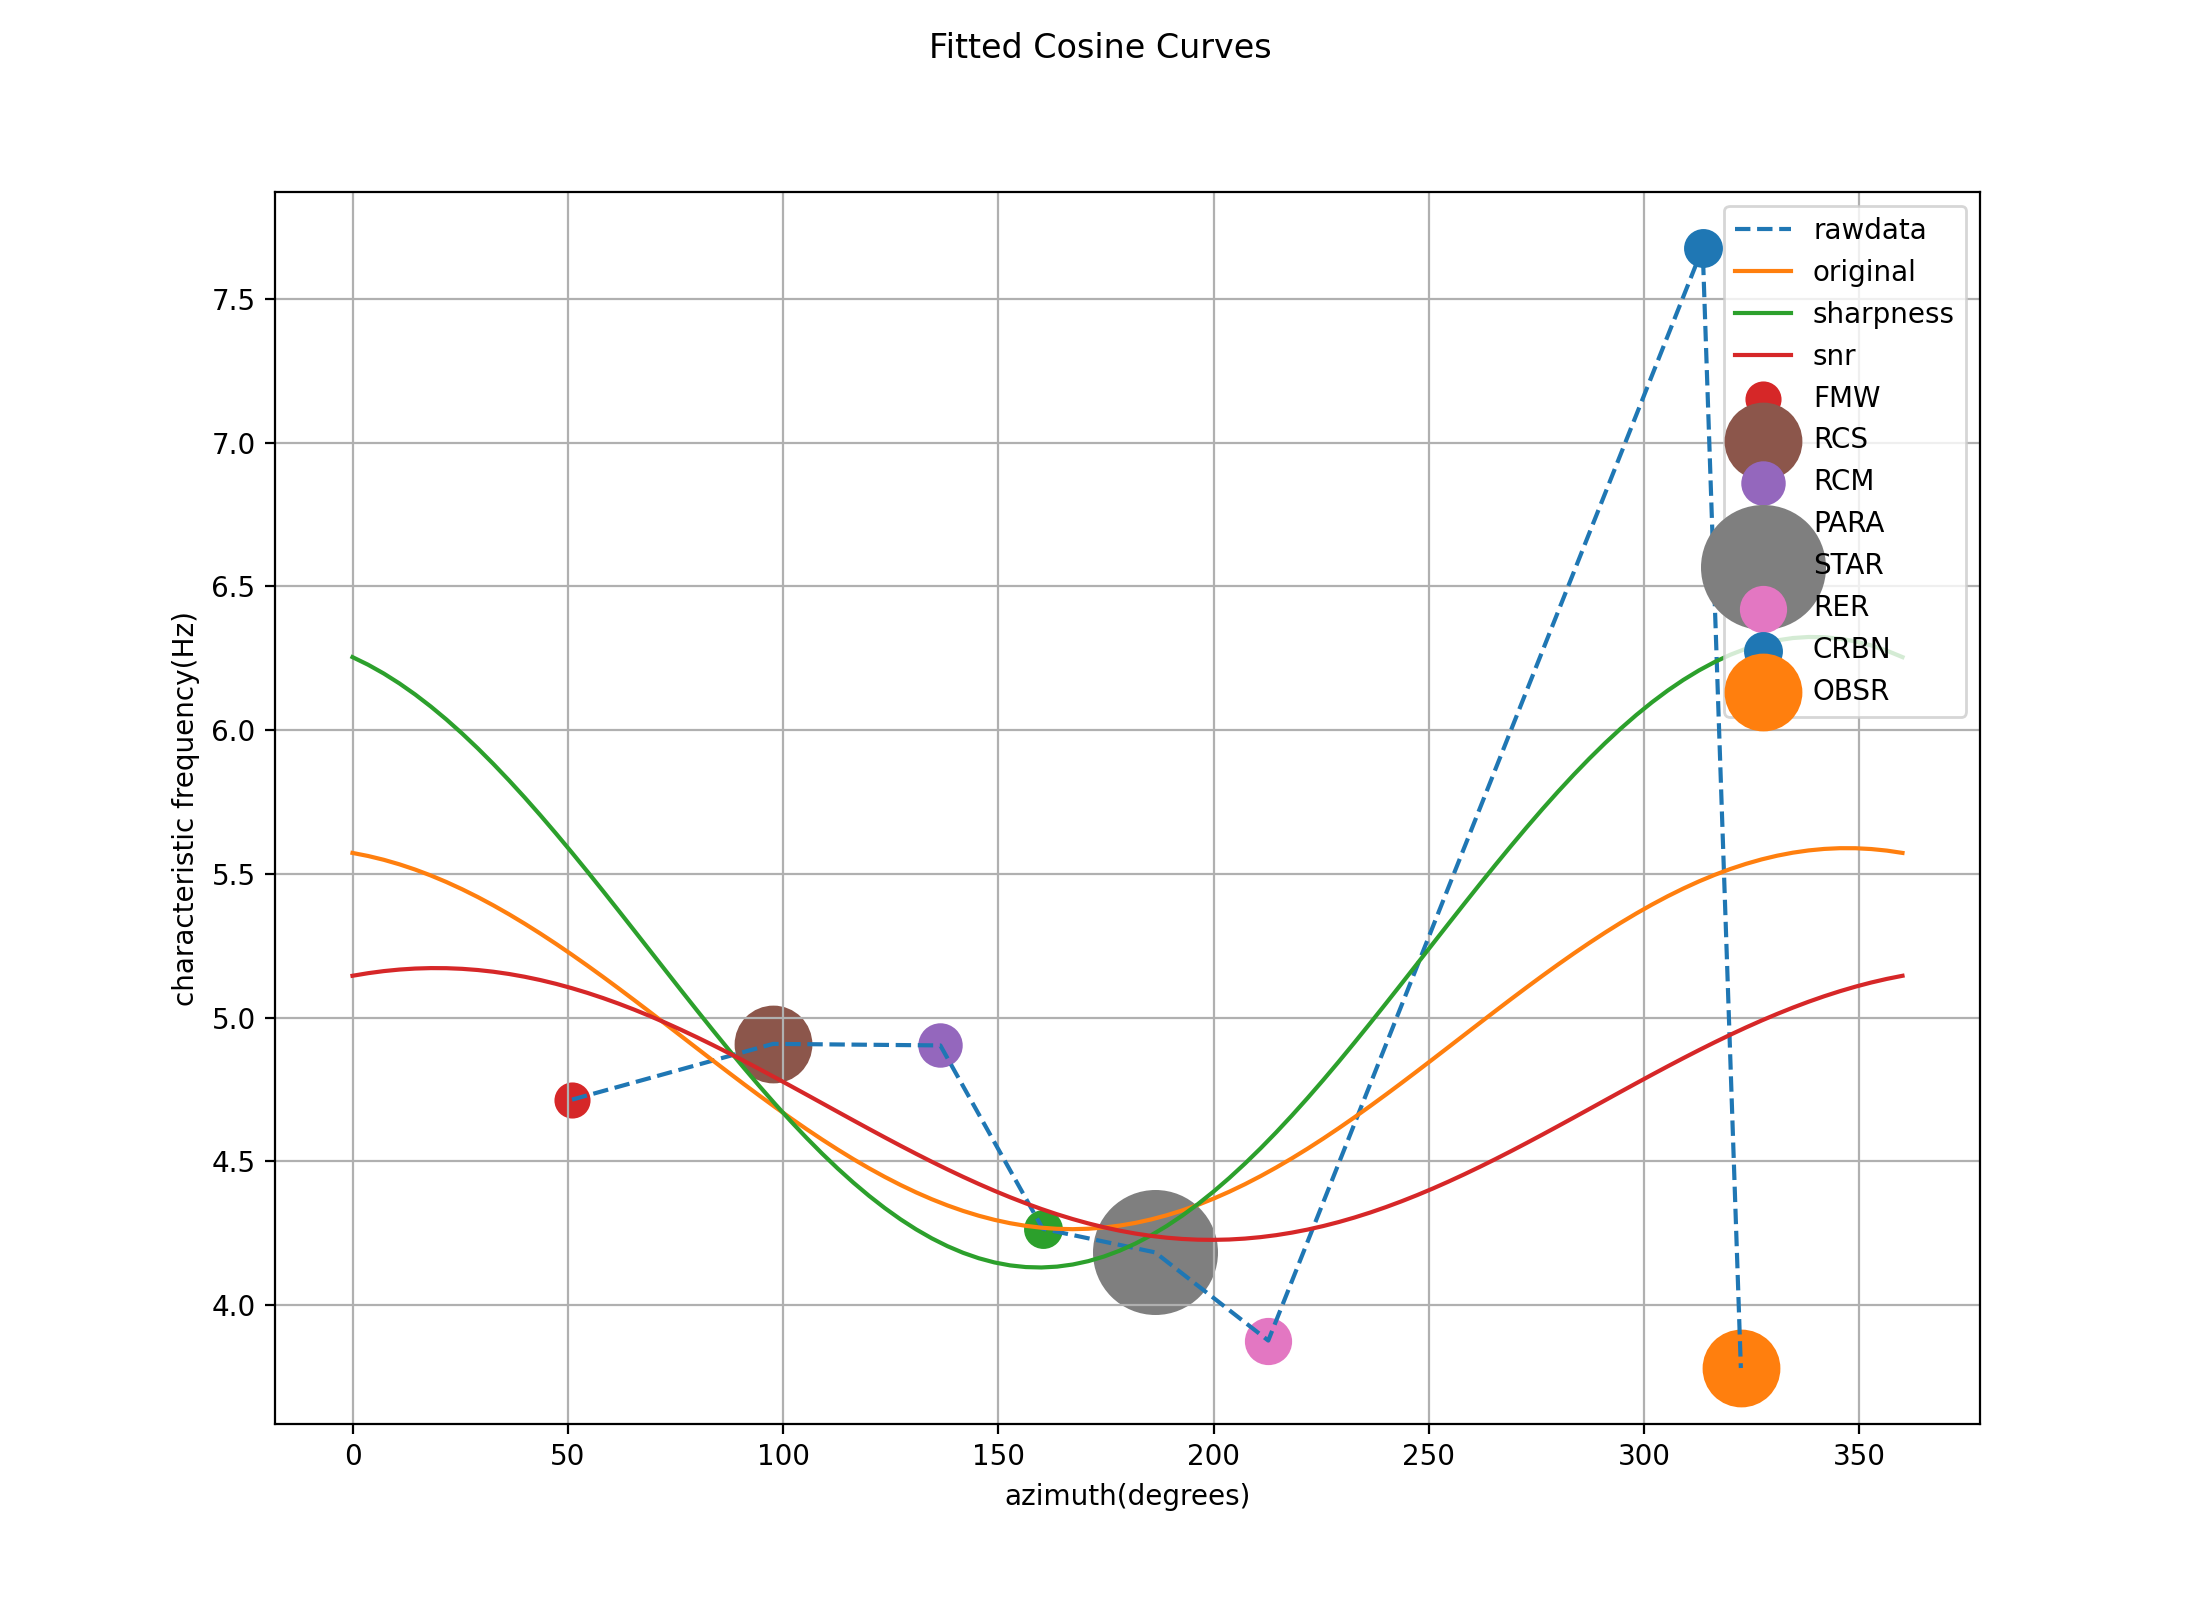 Fitted Cosine Curves
characteristic frequency(Hz)
7.5
7.0
6.5
6.0
5.5
5.0
4.5
4.0
rawdata
original
sharpness
snr
FMW
RCS
RCM
PARA
STAR
RER
CRBN
OBSR
0 50 100 150 200 250 300 350
azimuth(degrees)